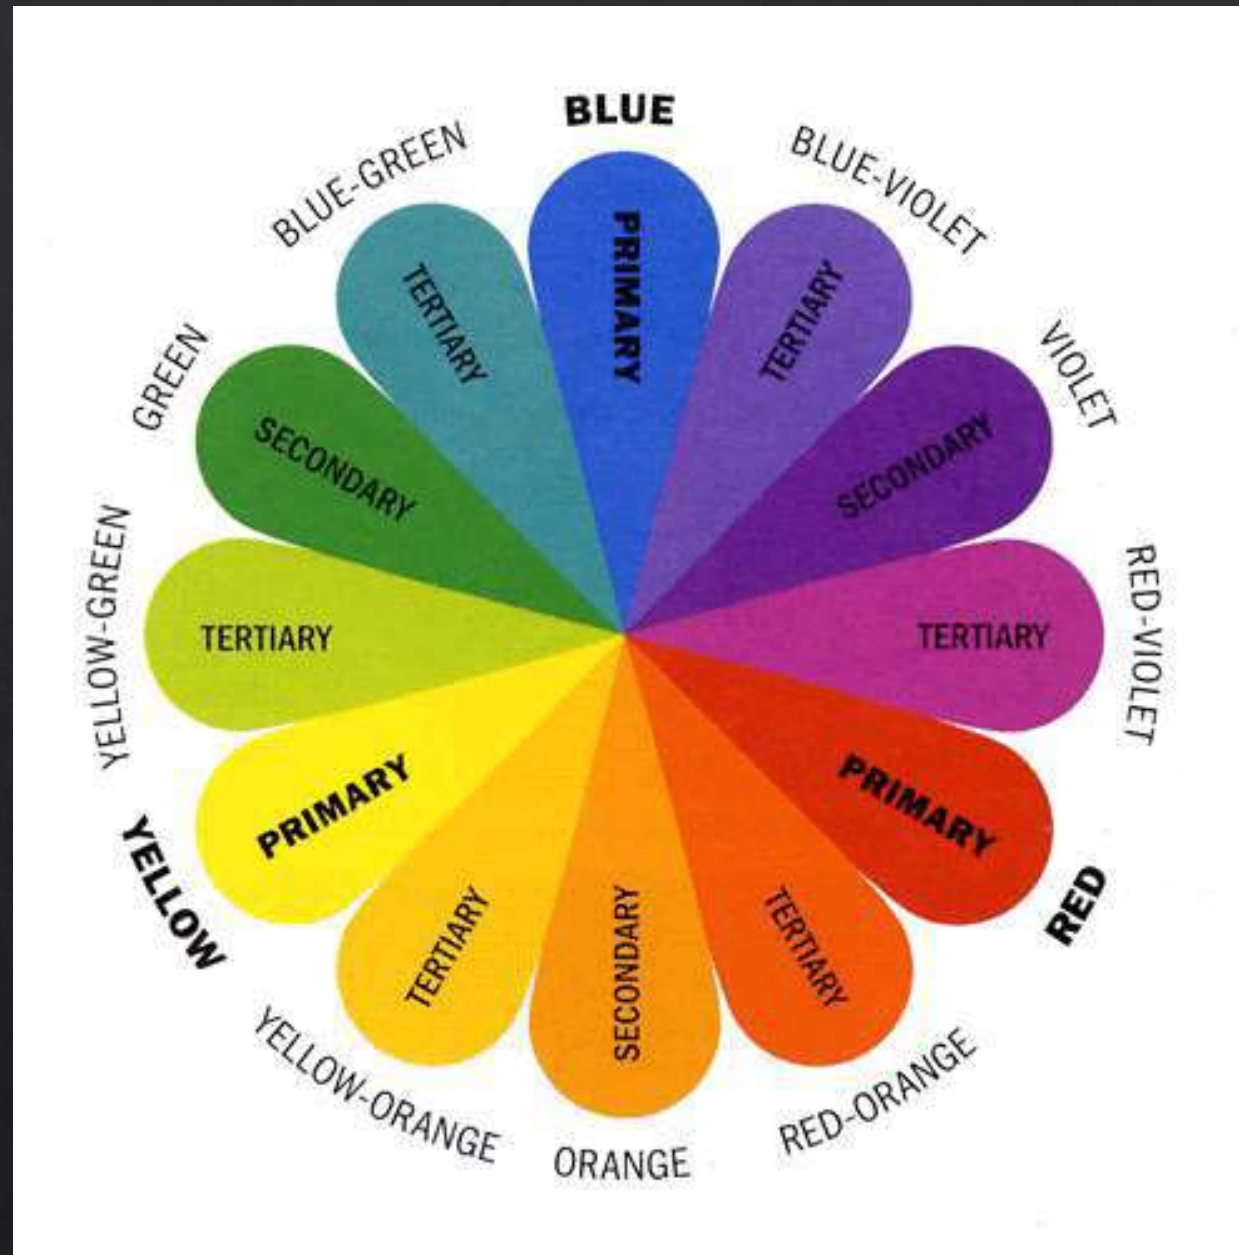 BLUE
PRIMARY
BLUE-VIOLET
TERTIARY
VIOLET
SECONDARY
RED-VIOLET
TERTIARY
RED
PRIMARY
RED-ORANGE
TERTIARY
ORANGE
SECONDARY
YELLOW-ORANGE
TERTIARY
YELLOW
PRIMARY
YELLOW-GREEN
TERTIARY
GREEN
SECONDARY
BLUE-GREEN
TERTIARY